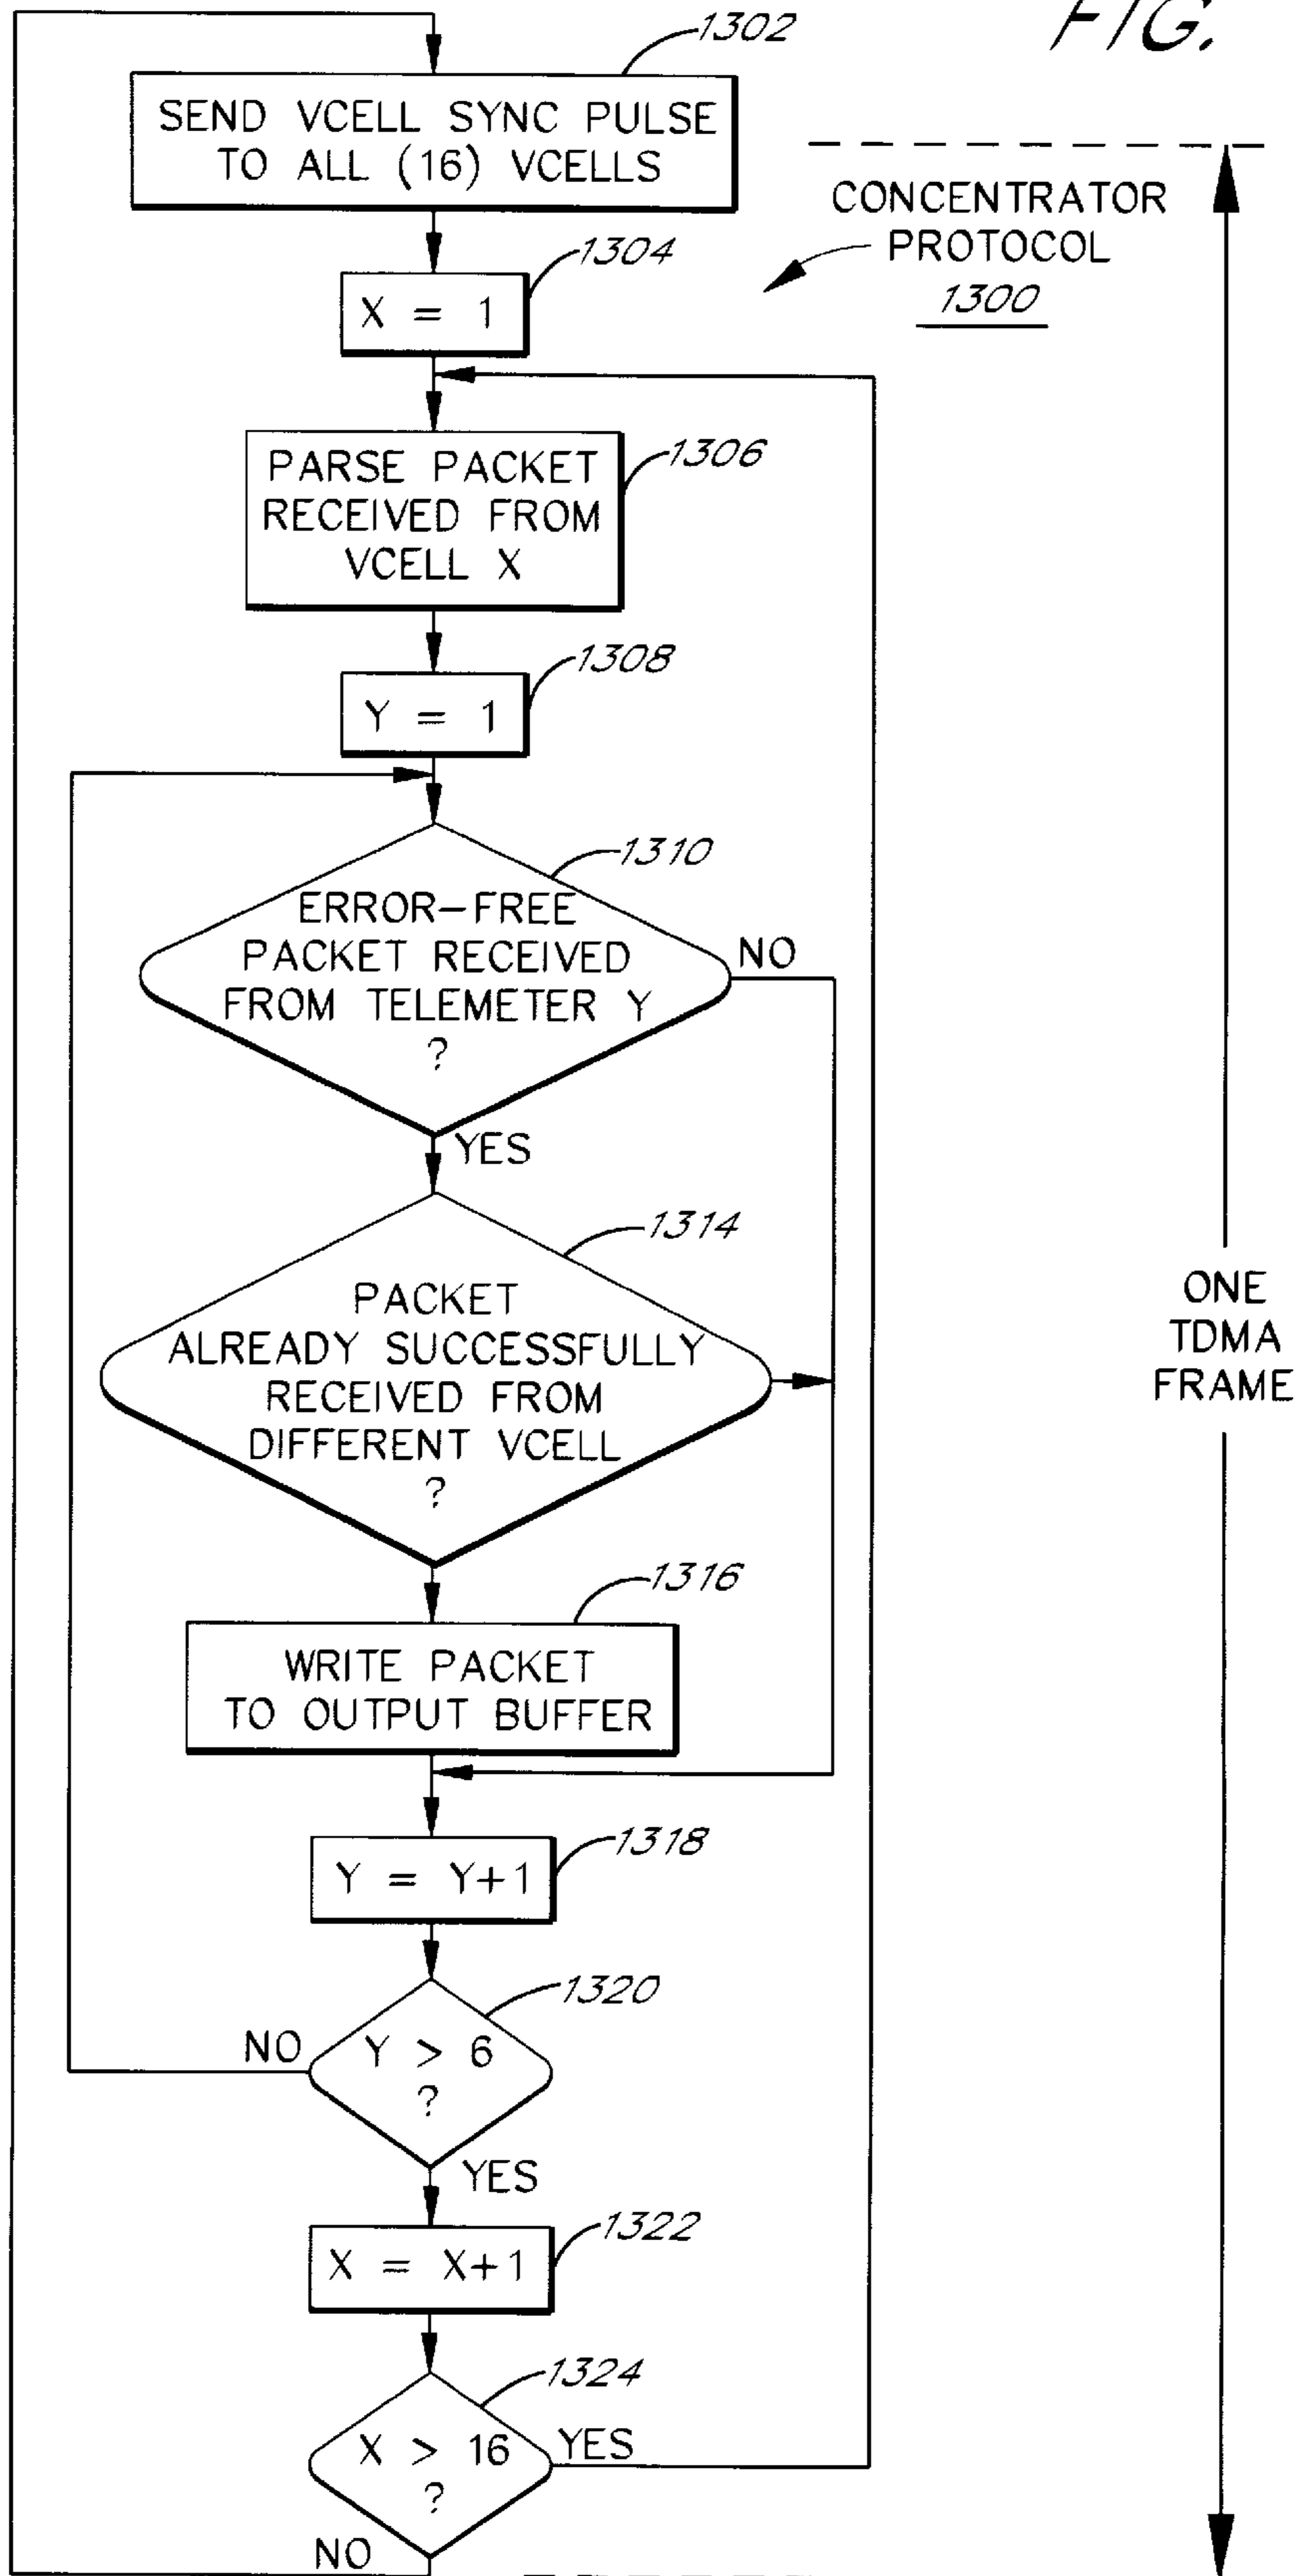 FIG.
1302
SEND VCELL SYNC PULSE
TO ALL (16) VCELLS
CONCENTRATOR
PROTOCOL
1300
1304
X = 1
1306
PARSE PACKET
RECEIVED FROM
VCELL X
1308
Y = 1
1310
ERROR-FREE
PACKET RECEIVED
FROM TELEMETER Y
?
NO
YES
1314
PACKET
ALREADY SUCCESSFULLY
RECEIVED FROM
DIFFERENT VCELL
?
ONE
TDMA
FRAME
1316
WRITE PACKET
TO OUTPUT BUFFER
1318
Y = Y+1
1320
Y > 6
?
NO
YES
1322
X = X+1
1324
X > 16
?
YES
NO